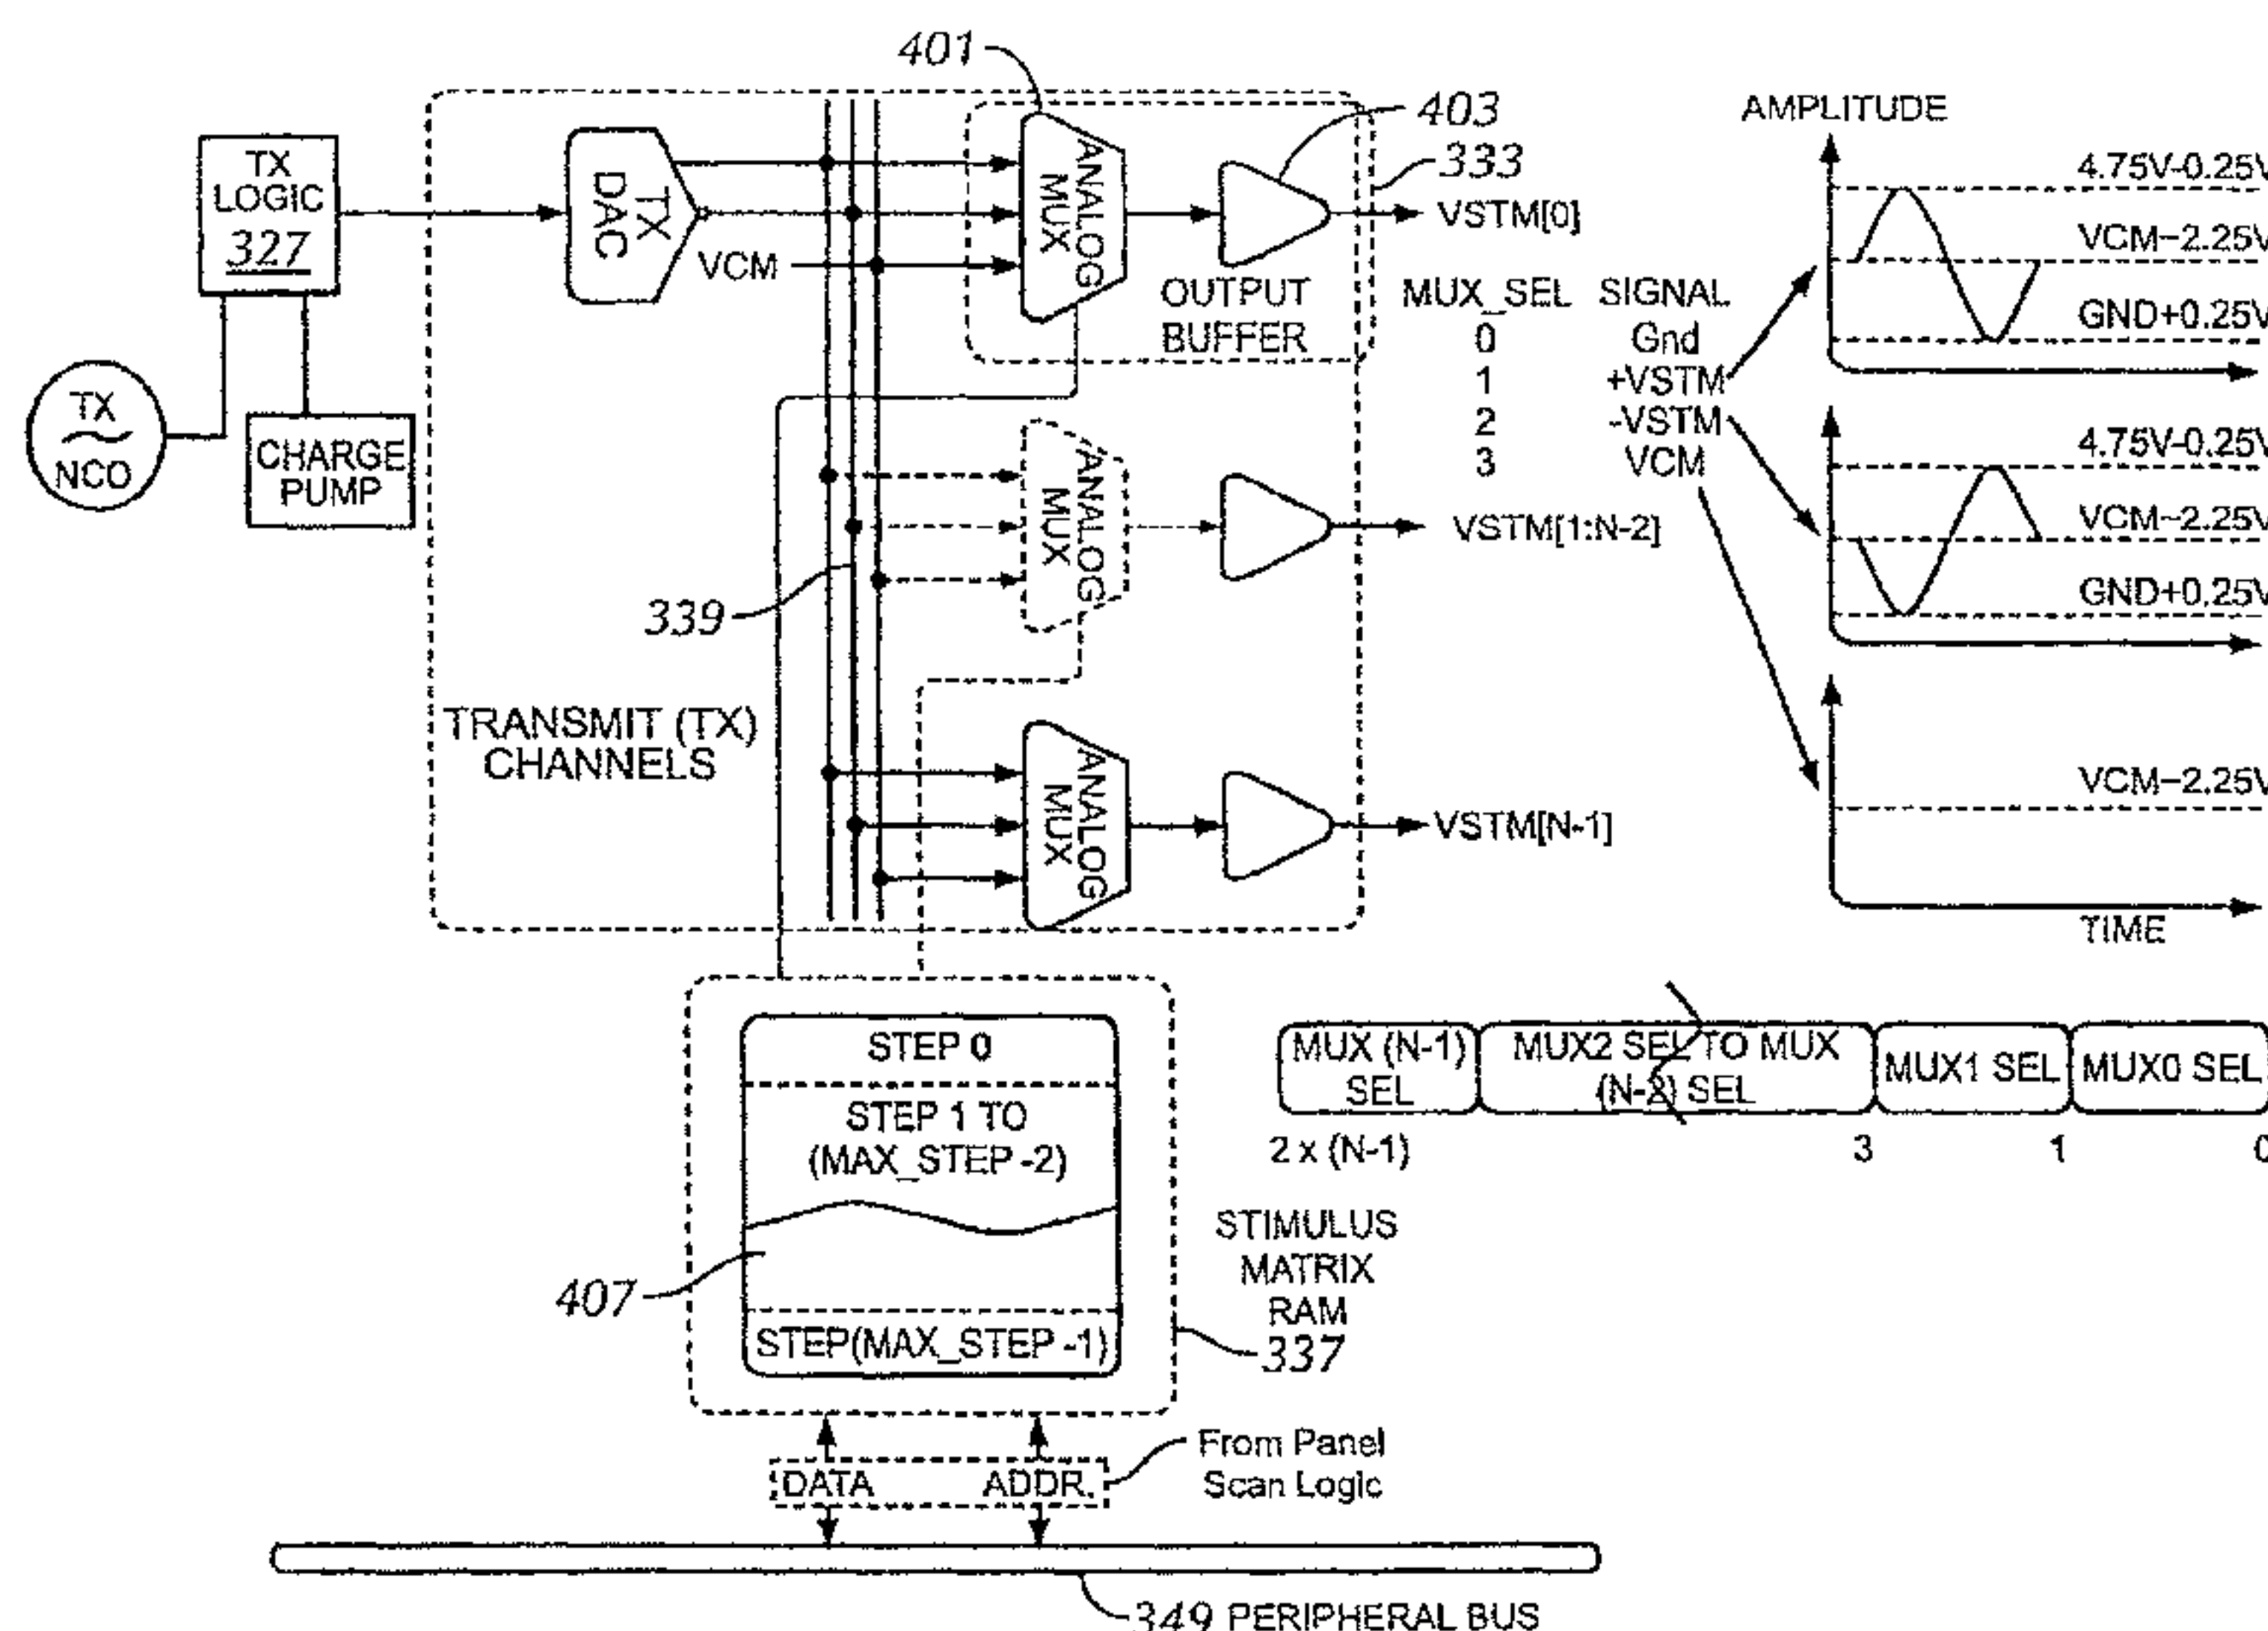 401
403
333
TX
LOGIC
327
TX
DAC
VCM
ANALOG
MUX
OUTPUT
BUFFER
VSTM[0]
TX
NCO
CHARGE
PUMP
MUX_SEL SIGNAL
0 Gnd
1 +VSTM
2 -VSTM
3 VCM
AMPLITUDE
4.75V-0.25V
VCM-2.25V
GND+0.25V
4.75V-0.25V
VCM-2.25V
GND+0.25V
VCM-2.25V
TIME
ANALOG
MUX
VSTM[1:N-2]
339
TRANSMIT (TX)
CHANNELS
ANALOG
MUX
VSTM[N-1]
STEP 0
STEP 1 TO
(MAX_STEP -2)
STEP(MAX_STEP -1)
407
STIMULUS
MATRIX
RAM
337
MUX (N-1)
SEL
MUX2 SEL TO MUX
(N-2) SEL
MUX1 SEL
MUX0 SEL
2 x (N-1) 3 1 0
DATA ADDR.
From Panel
Scan Logic
349 PERIPHERAL BUS